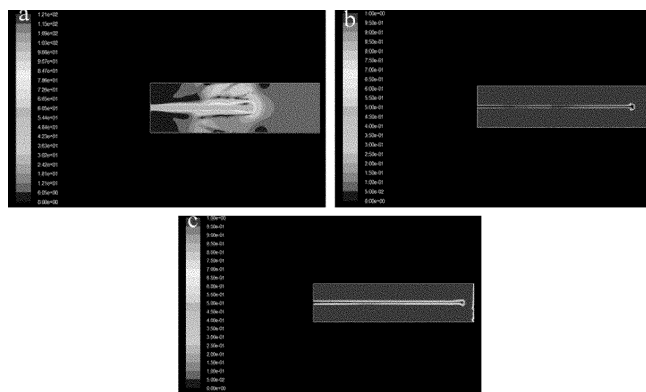 a
1.21e+02
1.15e+02
1.09e+02
1.03e+02
9.68e+01
9.07e+01
8.47e+01
7.86e+01
7.26e+01
6.65e+01
6.05e+01
5.44e+01
4.84e+01
4.23e+01
3.63e+01
3.02e+01
2.42e+01
1.81e+01
1.21e+01
6.05e+00
0.00e+00
b
1.00e+00
9.50e-01
9.00e-01
8.50e-01
8.00e-01
7.50e-01
7.00e-01
6.50e-01
6.00e-01
5.50e-01
5.00e-01
4.50e-01
4.00e-01
3.50e-01
3.00e-01
2.50e-01
2.00e-01
1.50e-01
1.00e-01
5.00e-02
0.00e+00
c
1.00e+00
9.50e-01
9.00e-01
8.50e-01
8.00e-01
7.50e-01
7.00e-01
6.50e-01
6.00e-01
5.50e-01
5.00e-01
4.50e-01
4.00e-01
3.50e-01
3.00e-01
2.50e-01
2.00e-01
1.50e-01
1.00e-01
5.00e-02
0.00e+00